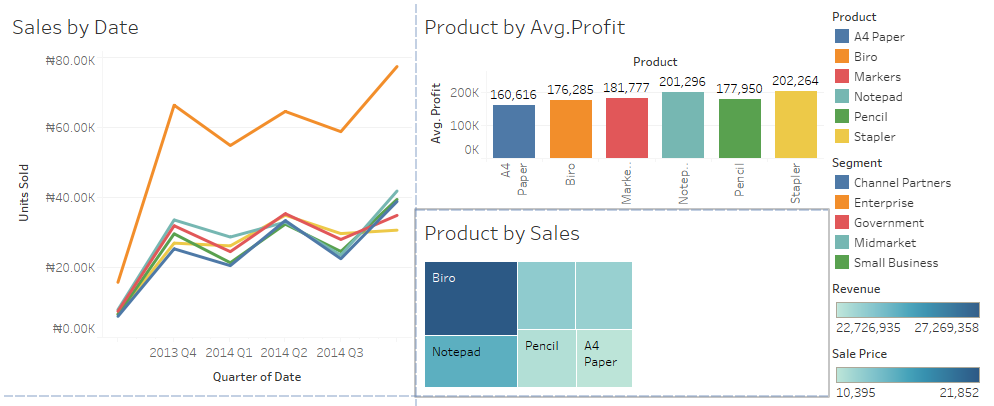 Sales by Date
₦80.00K
₦60.00K
₦40.00K
₦20.00K
₦0.00K
Units Sold
2013 Q4 2014 Q1 2014 Q2 2014 Q3
Quarter of Date
Product by Avg.Profit
Product
Avg. Profit
200K
100K
0K
160,616 176,285 181,777 201,296 177,950 202,264
A4 Paper
Biro
Marke..
Notep..
Pencil
Stapler
Product by Sales
Biro
Notepad
Pencil
A4
Paper
Product
A4 Paper
Biro
Markers
Notepad
Pencil
Stapler
Segment
Channel Partners
Enterprise
Government
Midmarket
Small Business
Revenue
22,726,935 27,269,358
Sale Price
10,395 21,852